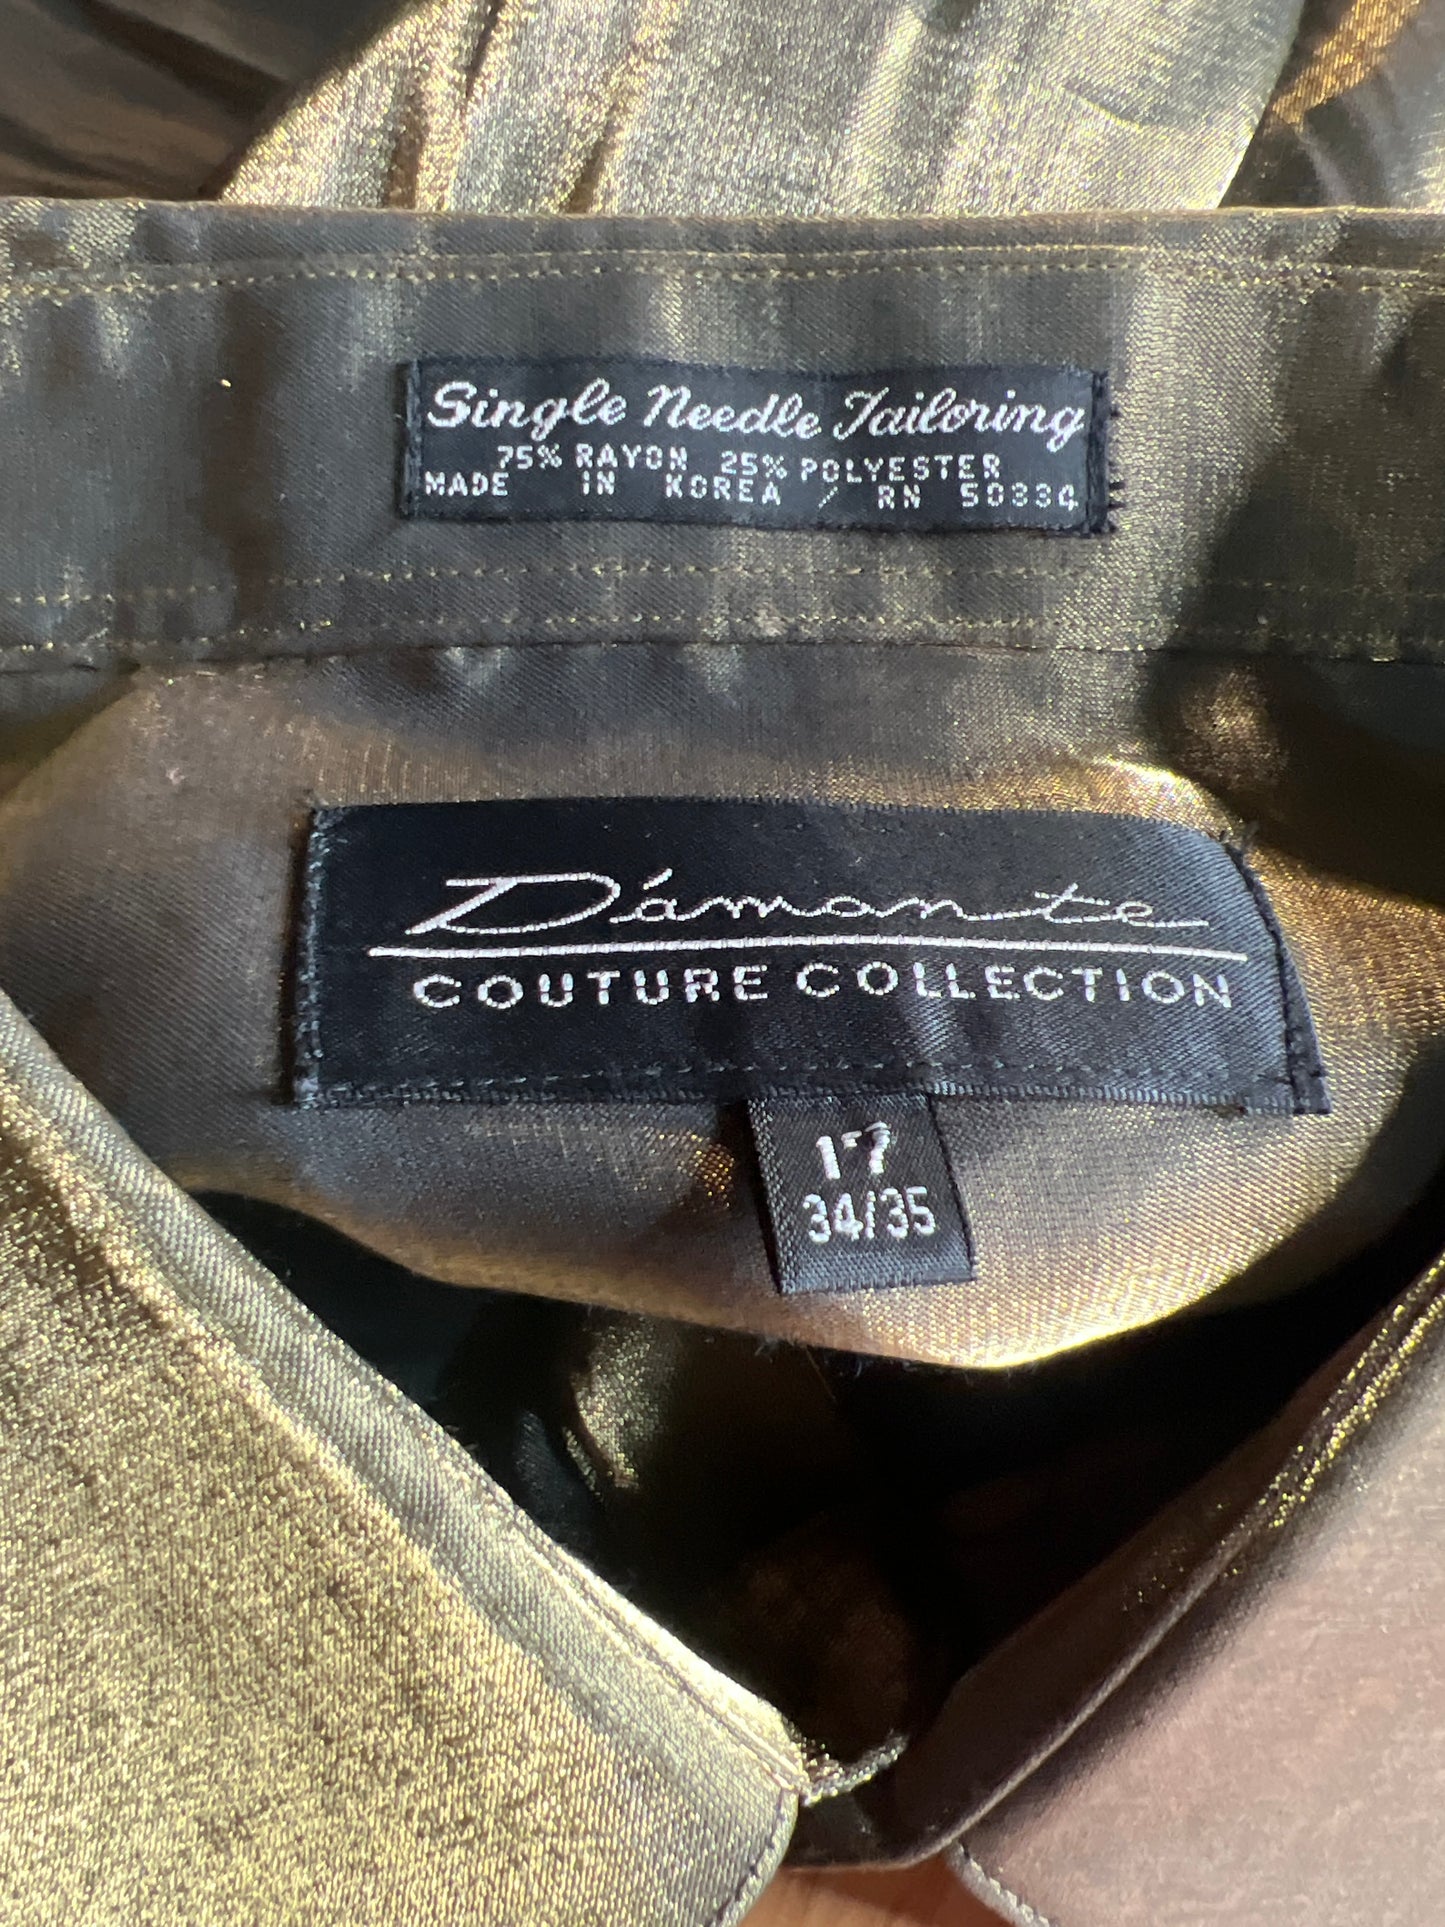 Single Needle Tailoring
75% RAYON 25% POLYESTER
MADE IN KOREA / RN 50334
D'amante
COUTURE COLLECTION
17
34/35